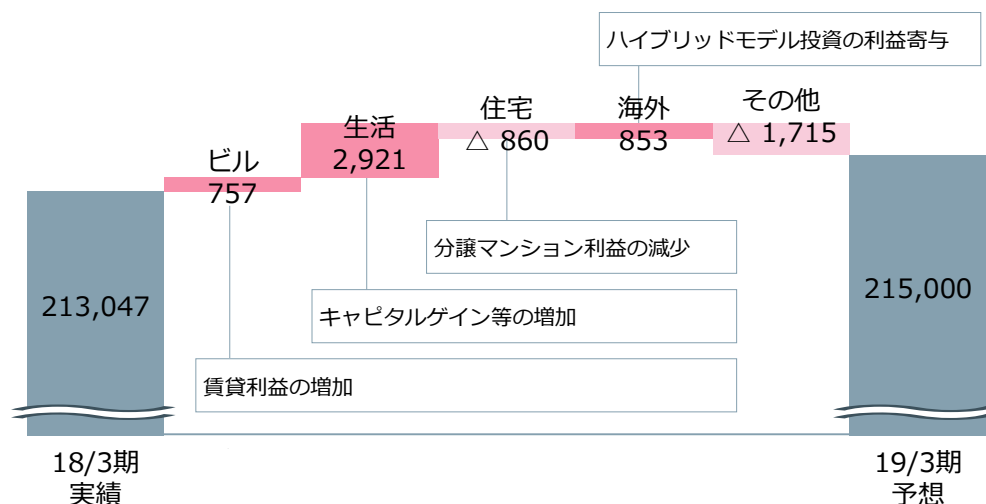 ハイブリッドモデル投資の利益寄与
ビル
757
生活
2,921
住宅
△ 860
海外
853
その他
△ 1,715
分譲マンション利益の減少
キャピタルゲイン等の増加
賃貸利益の増加
213,047
215,000
18/3期
実績
19/3期
予想